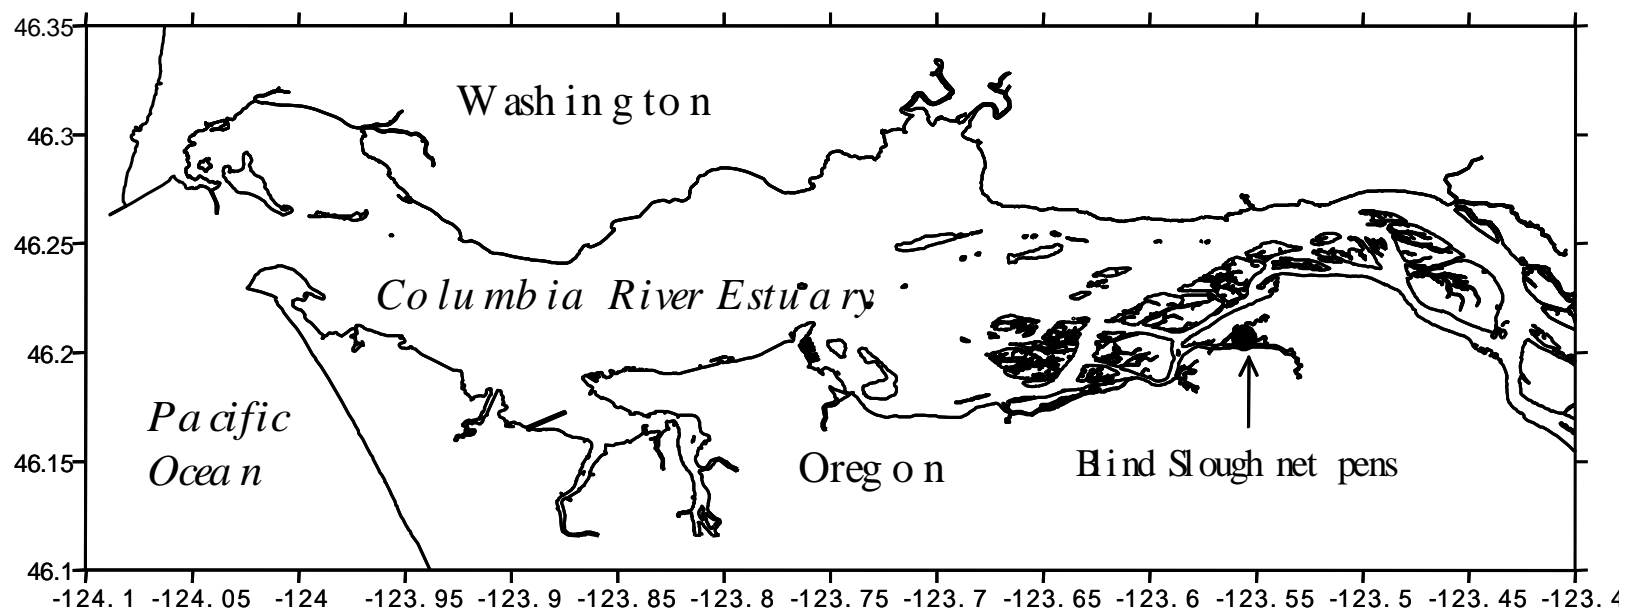 46.35
Washington
46.3
46.25
Columbia River Estuary
46.2
Pacific
Ocean
Oregon
Blind Slough net pens
46.15
46.1
-124.1 -124.05 -124 -123.95 -123.9 -123.85 -123.8 -123.75 -123.7 -123.65 -123.6 -123.55 -123.5 -123.45 -123.4